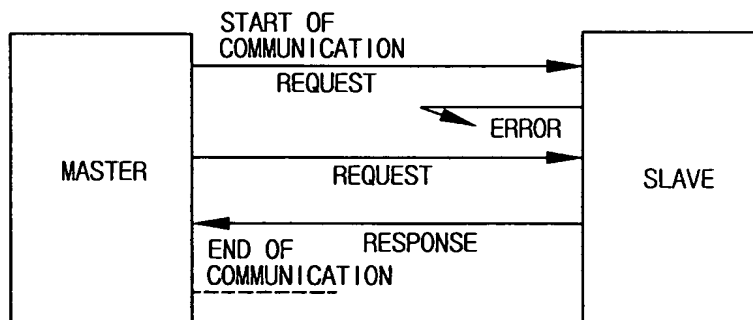 START OF
COMMUNICATION
REQUEST
ERROR
MASTER
REQUEST
SLAVE
RESPONSE
END OF
COMMUNICATION